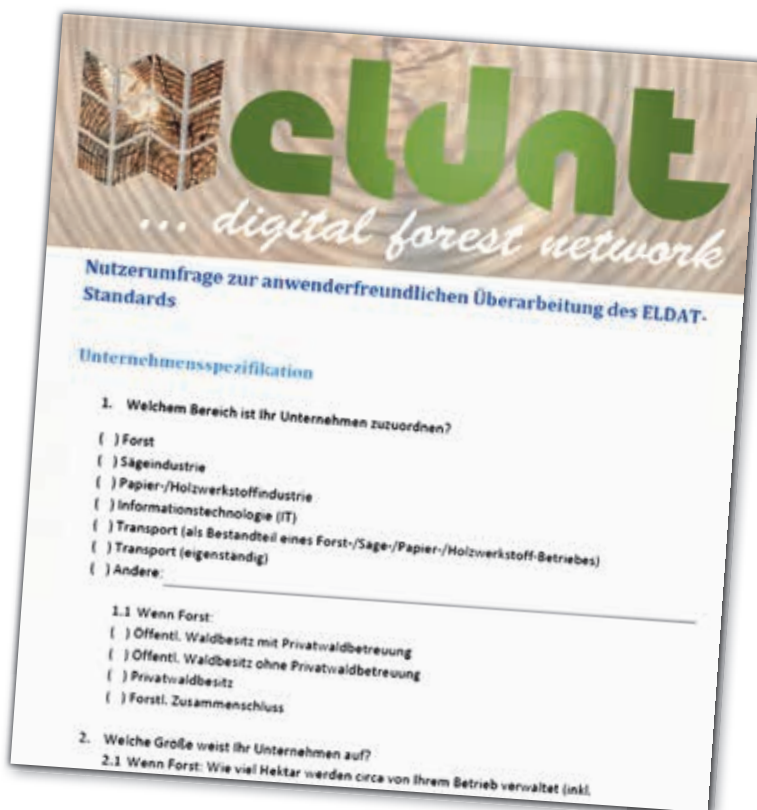 eldat
... digital forest network
Nutzerumfrage zur anwenderfreundlichen Überarbeitung des ELDAT-
Standards
Unternehmensspezifikation
1. Welchem Bereich ist Ihr Unternehmen zuzuordnen?
( ) Forst
( ) Sägeindustrie
( ) Papier-/Holzwerkstoffindustrie
( ) Informationstechnologie (IT)
( ) Transport (als Bestandteil eines Forst-/Säge-/Papier-/Holzwerkstoff-Betriebes)
( ) Transport (eigenständig)
( ) Andere:
1.1 Wenn Forst:
( ) Öffentl. Waldbesitz mit Privatwaldbetreuung
( ) Öffentl. Waldbesitz ohne Privatwaldbetreuung
( ) Privatwaldbesitz
( ) Forstl. Zusammenschluss
2. Welche Größe weist Ihr Unternehmen auf?
2.1 Wenn Forst: Wie viel Hektar werden circa von Ihrem Betrieb verwaltet (inkl.